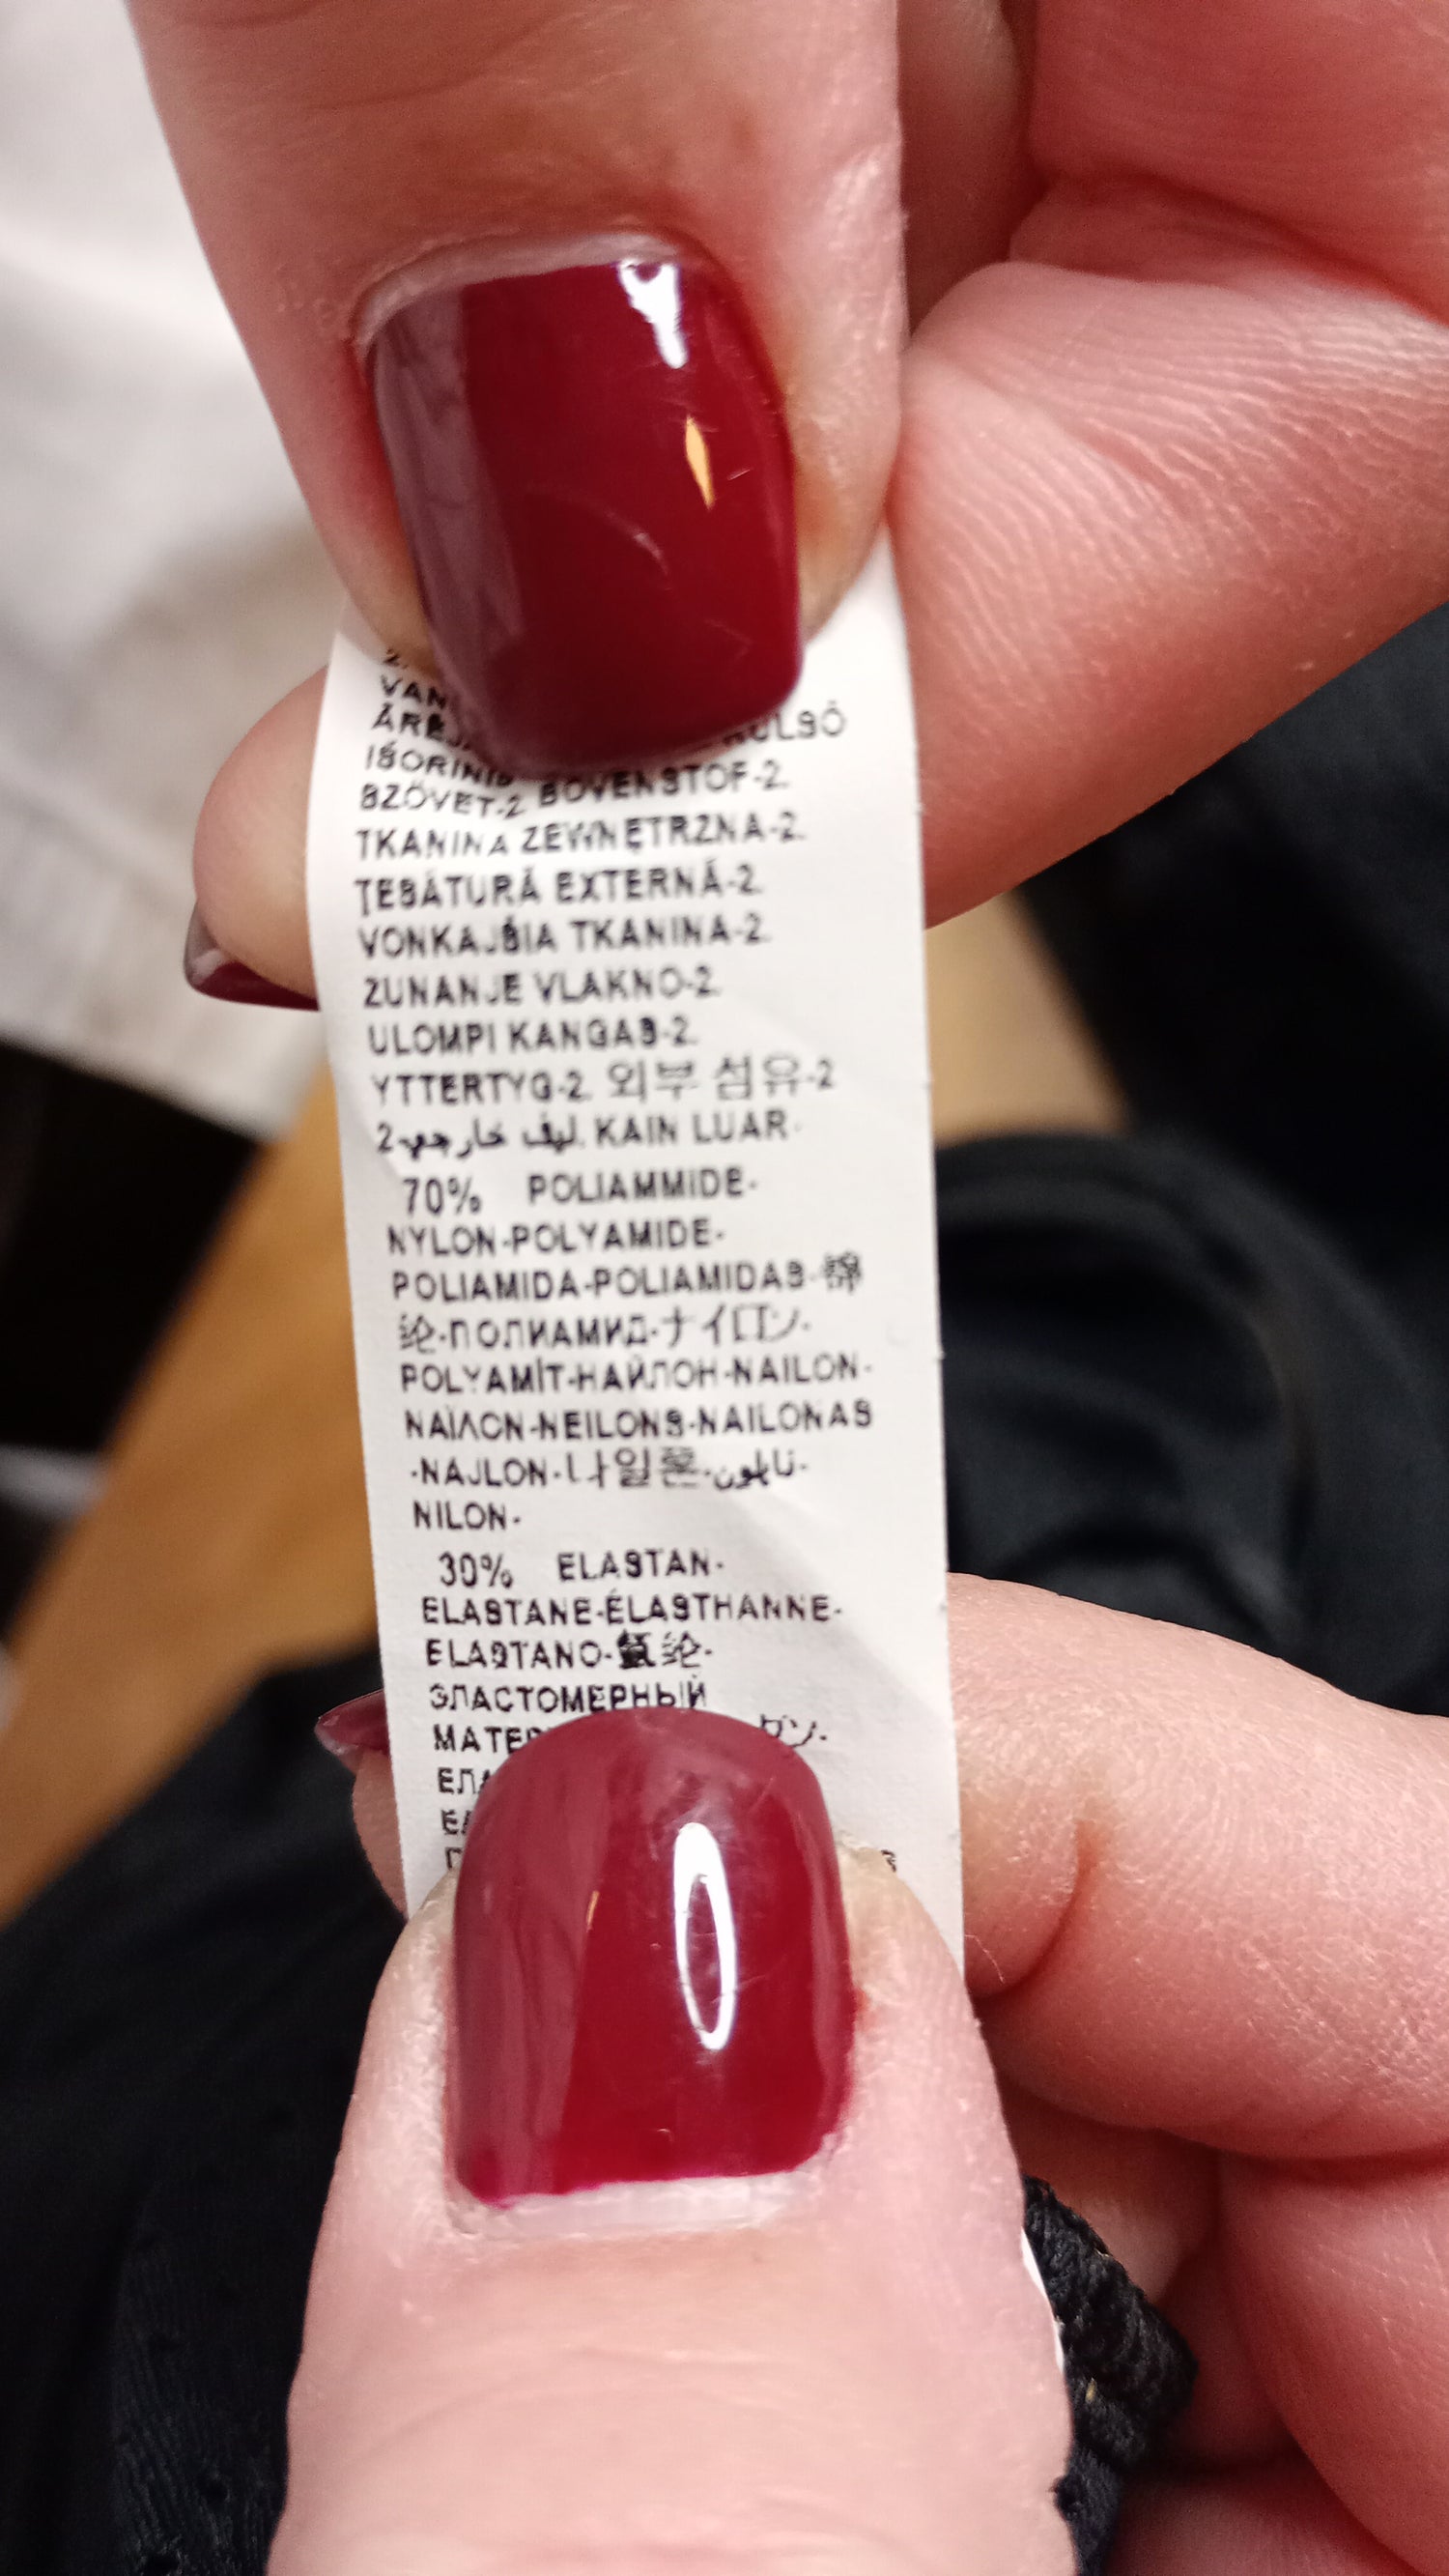 IŠORINIS
SZÖVET-2. BOVENSTOF-2.
TKANINA ZEWNĘTRZNA-2.
ȚESĂTURĂ EXTERNĂ-2.
VONKAJŠIA TKANINA-2.
ZUNANJE VLAKNO-2.
ULOMPI KANGAS-2.
YTTERTYG-2. 외부 섬유-2
ليف خارجي-2. KAIN LUAR-
70% POLIAMMIDE-
NYLON-POLYAMIDE-
POLIAMIDA-POLIAMIDAS-锦
纶-ПОЛИАМИД-ナイロン-
POLYAMİT-НАЙЛОН-NAILON-
ΝΑΪΛΟΝ-NEILONS-NAILONAS
-NAJLON-나일론-نايلون-
NILON-
30% ELASTAN-
ELASTANE-ÉLASTHANNE-
ELASTANO-氨纶-
ЭЛАСТОМЕРНЫЙ